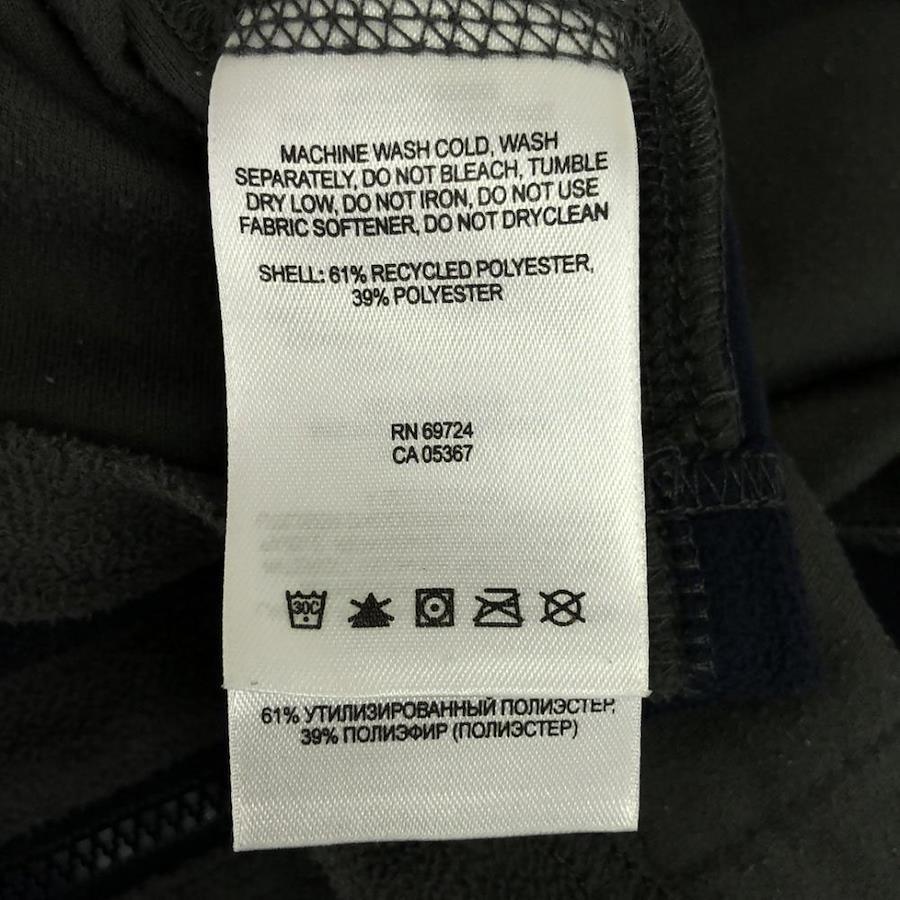 MACHINE WASH COLD, WASH
SEPARATELY, DO NOT BLEACH, TUMBLE
DRY LOW, DO NOT IRON, DO NOT USE
FABRIC SOFTENER, DO NOT DRYCLEAN
SHELL: 61% RECYCLED POLYESTER,
39% POLYESTER
RN 69724
CA 05367
30C
61% УТИЛИЗИРОВАННЫЙ ПОЛИЭСТЕР,
39% ПОЛИЭФИР (ПОЛИЭСТЕР)